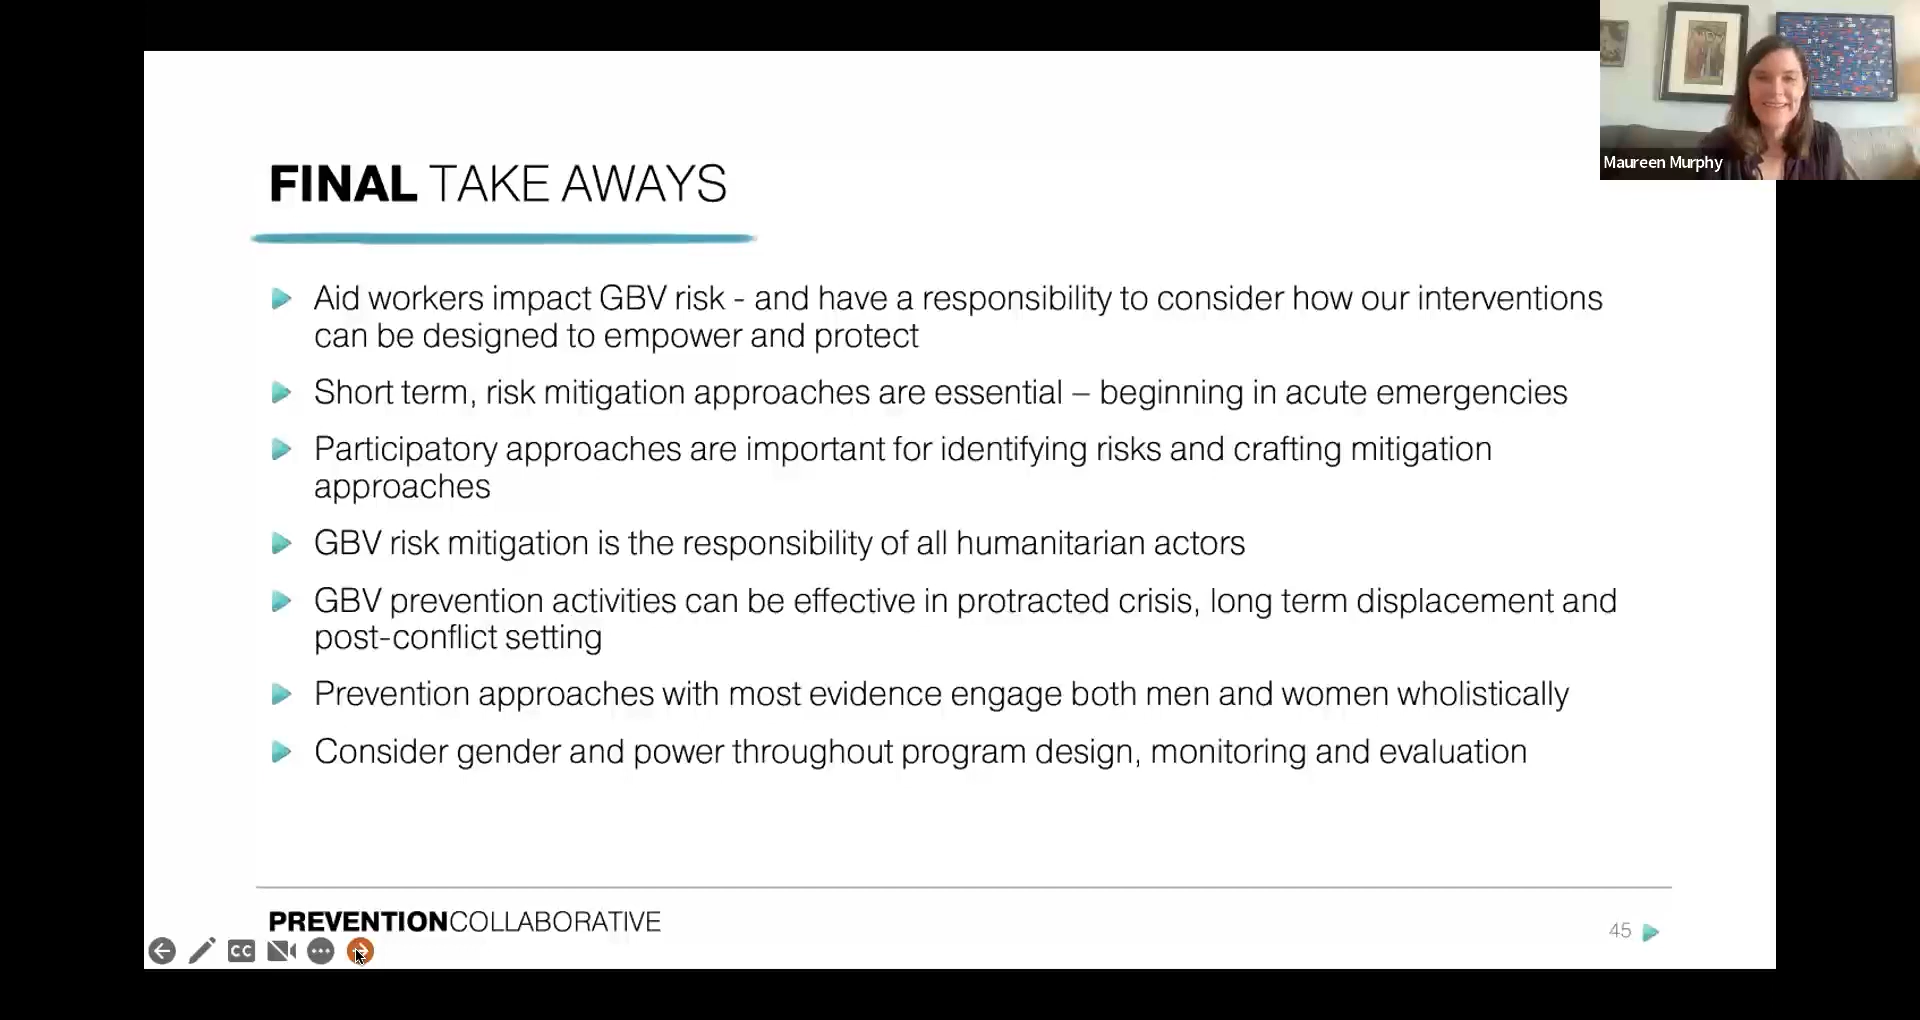 Maureen Murphy
FINAL TAKE AWAYS
Aid workers impact GBV risk - and have a responsibility to consider how our interventions
can be designed to empower and protect
Short term, risk mitigation approaches are essential – beginning in acute emergencies
Participatory approaches are important for identifying risks and crafting mitigation
approaches
GBV risk mitigation is the responsibility of all humanitarian actors
GBV prevention activities can be effective in protracted crisis, long term displacement and
post-conflict setting
Prevention approaches with most evidence engage both men and women wholistically
Consider gender and power throughout program design, monitoring and evaluation
PREVENTIONCOLLABORATIVE
45
CC